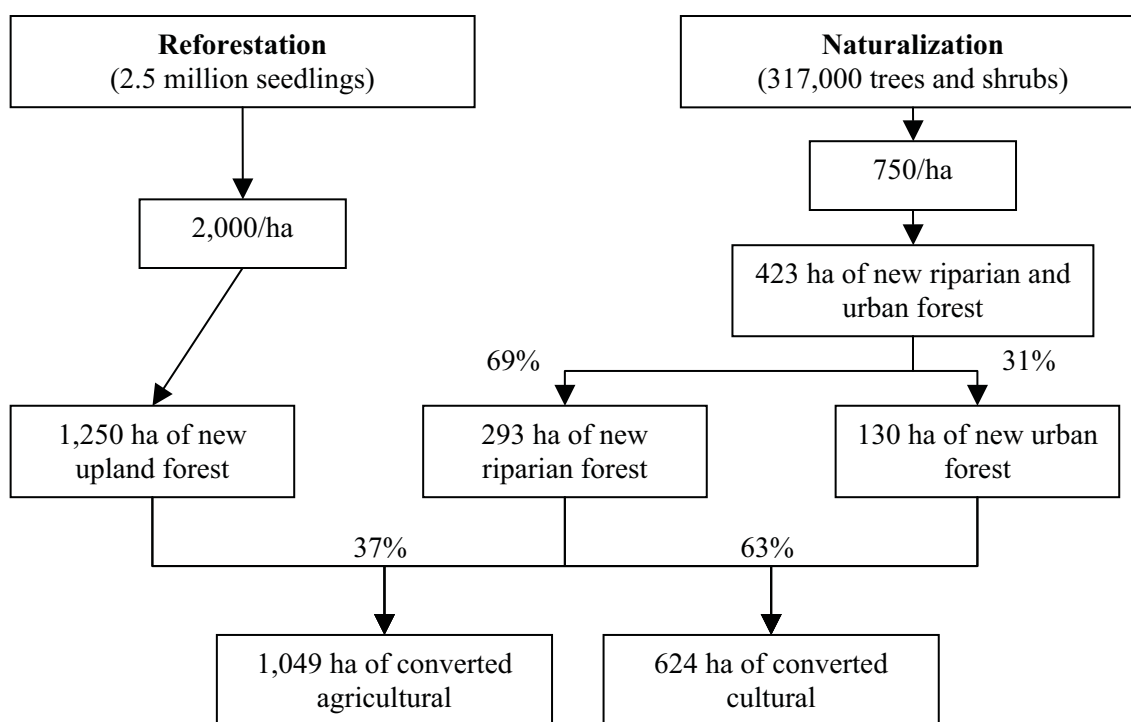 Reforestation
(2.5 million seedlings)
Naturalization
(317,000 trees and shrubs)
750/ha
2,000/ha
423 ha of new riparian and
urban forest
69%
31%
1,250 ha of new
upland forest
293 ha of new
riparian forest
130 ha of new urban
forest
37%
63%
1,049 ha of converted
agricultural
624 ha of converted
cultural